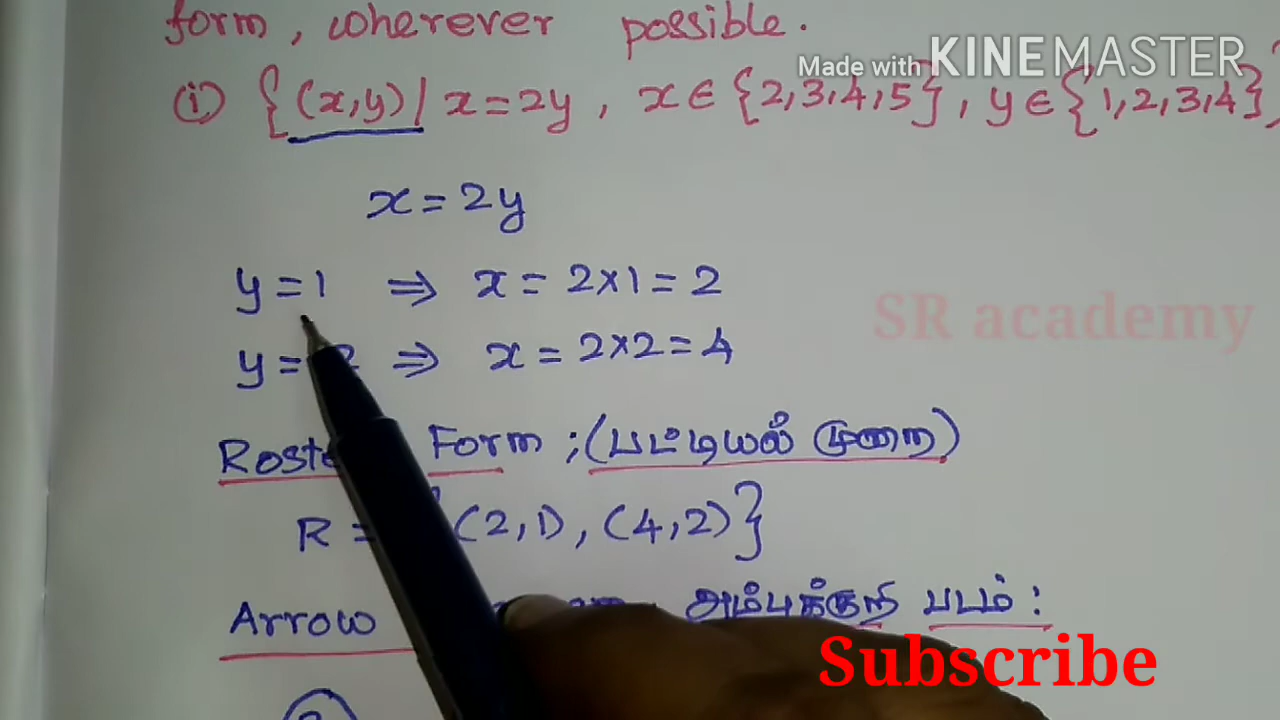 form, wherever possible.
Made with KINEMASTER
(i) {(x,y) | x=2y, x∈{2,3,4,5}, y∈{1,2,3,4}}
x = 2y
y = 1 ⇒ x = 2×1 = 2
SR academy
y = ⇒ x = 2×2 = 4
Form ; (பட்டியல் முறை)
R = {(2,1), (4,2)}
Arrow அம்புக்குறி படம் :
Subscribe